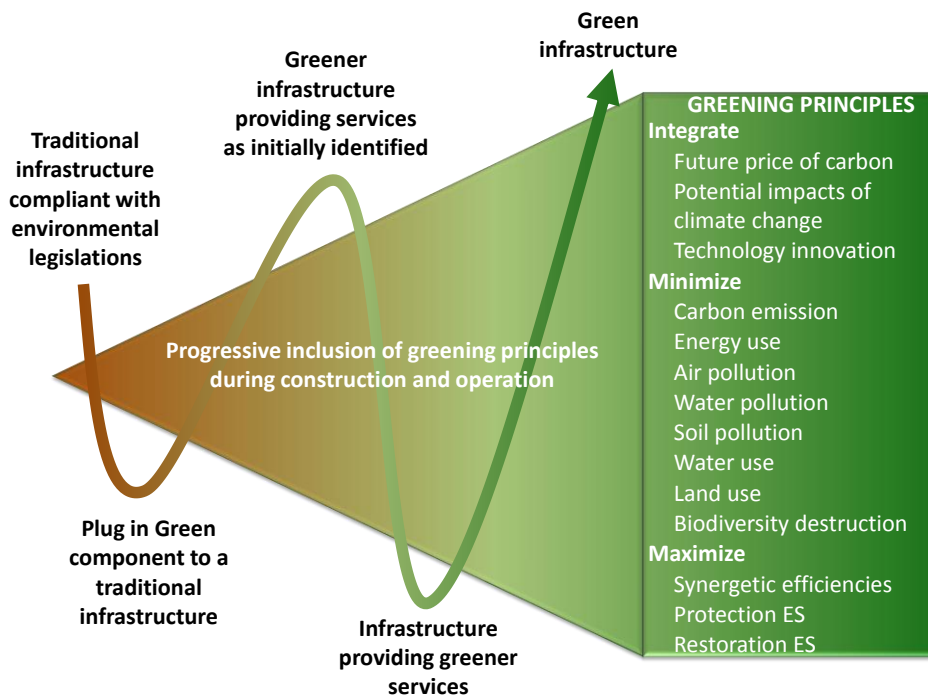 Traditional
infrastructure
compliant with
environmental
legislations
Plug in Green
component to a
traditional
infrastructure
Greener
infrastructure
providing services
as initially identified
Infrastructure
providing greener
services
Green
infrastructure
Progressive inclusion of greening principles
during construction and operation
GREENING PRINCIPLES
Integrate
Future price of carbon
Potential impacts of
climate change
Technology innovation
Minimize
Carbon emission
Energy use
Air pollution
Water pollution
Soil pollution
Water use
Land use
Biodiversity destruction
Maximize
Synergetic efficiencies
Protection ES
Restoration ES